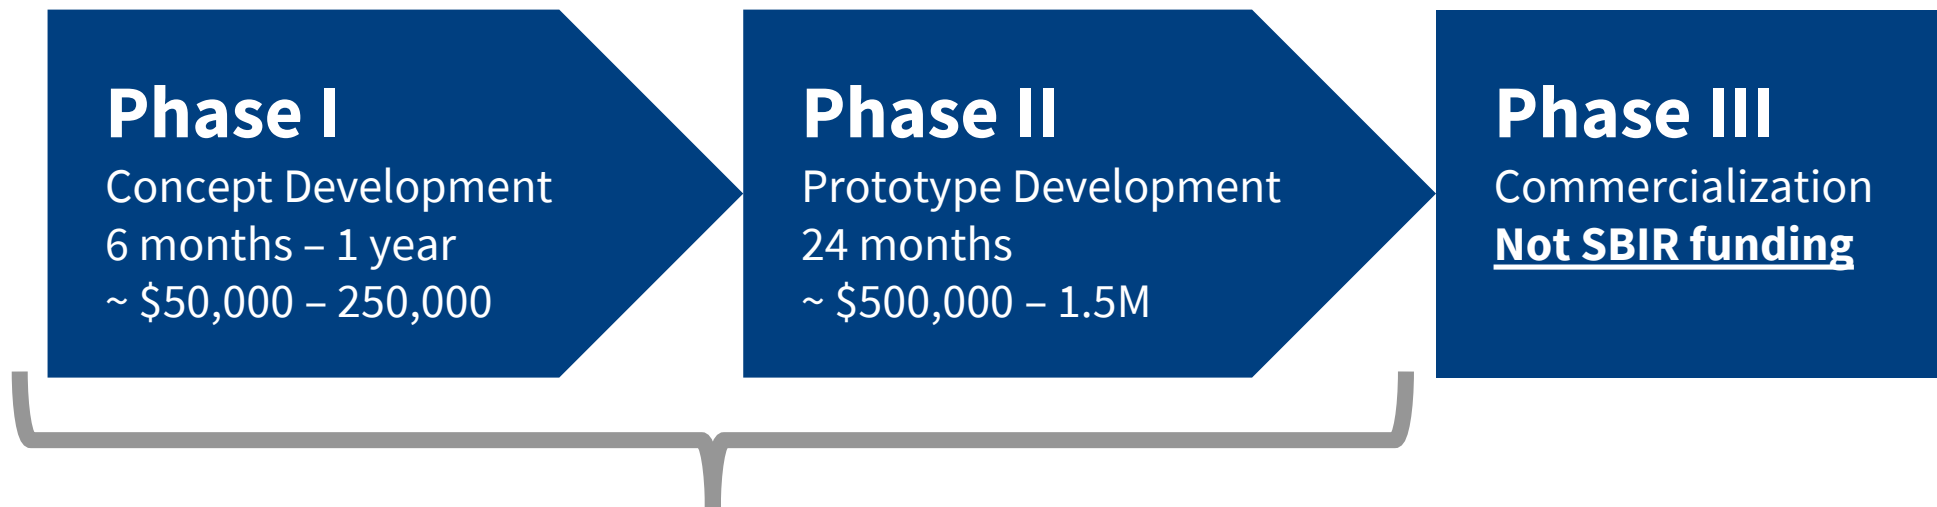 Phase I
Concept Development
6 months – 1 year
~ $50,000 – 250,000
Phase II
Prototype Development
24 months
~ $500,000 – 1.5M
Phase III
Commercialization
Not SBIR funding